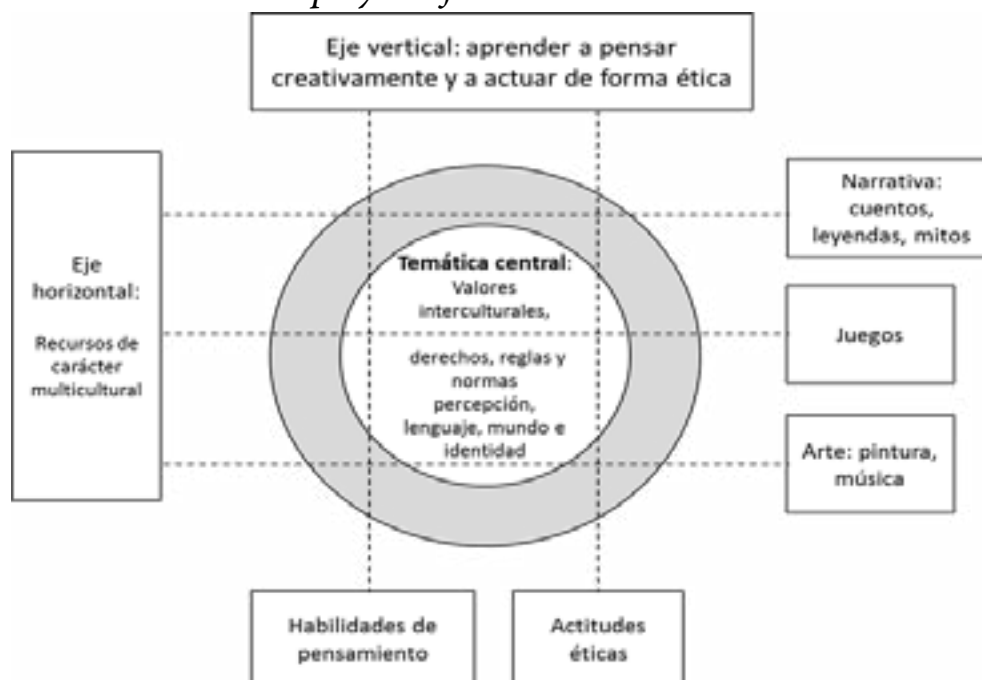 Eje vertical: aprender a pensar
creativamente y a actuar de forma ética
Eje
horizontal:
Recursos de
carácter
multicultural
Temática central:
Valores
interculturales,
derechos, reglas y
normas
percepción,
lenguaje, mundo e
identidad
Narrativa:
cuentos,
leyendas, mitos
Juegos
Arte: pintura,
música
Habilidades de
pensamiento
Actitudes
éticas